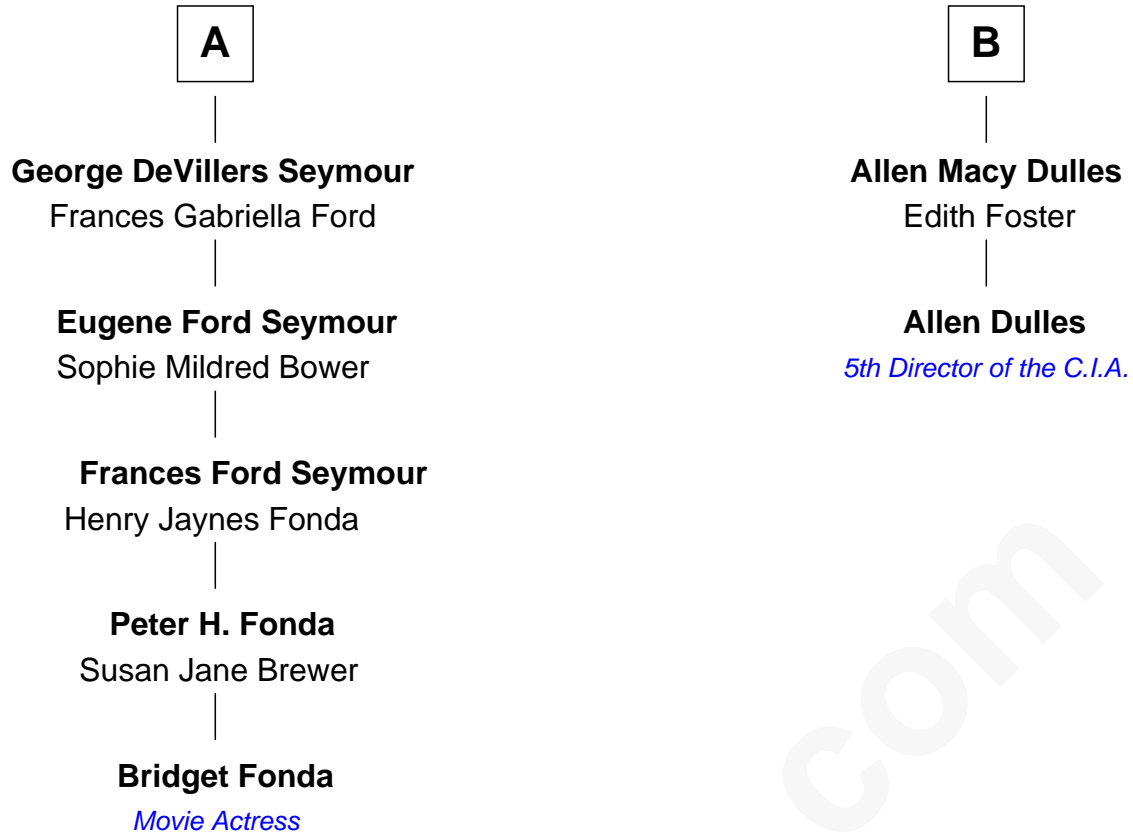 A
George DeVillers Seymour
Frances Gabriella Ford
Eugene Ford Seymour
Sophie Mildred Bower
Frances Ford Seymour
Henry Jaynes Fonda
Peter H. Fonda
Susan Jane Brewer
Bridget Fonda
Movie Actress
B
Allen Macy Dulles
Edith Foster
Allen Dulles
5th Director of the C.I.A.
com